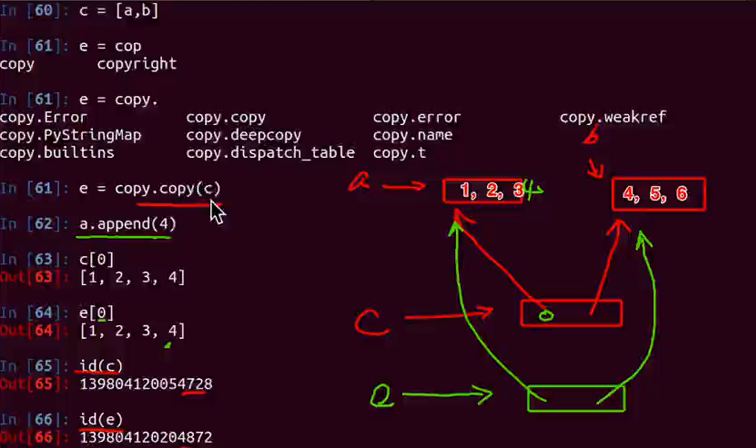 In [60]: c = [a,b]
In [61]: e = cop
copy copyright
In [61]: e = copy.
copy.Error copy.copy copy.error copy.weakref
copy.PyStringMap copy.deepcopy copy.name
copy.builtins copy.dispatch_table copy.t
In [61]: e = copy.copy(c)
In [62]: a.append(4)
In [63]: c[0]
Out[63]: [1, 2, 3, 4]
In [64]: e[0]
Out[64]: [1, 2, 3, 4]
In [65]: id(c)
Out[65]: 139804120054728
In [66]: id(e)
Out[66]: 139804120204872
b
a
1, 2, 3 4
4, 5, 6
C
e